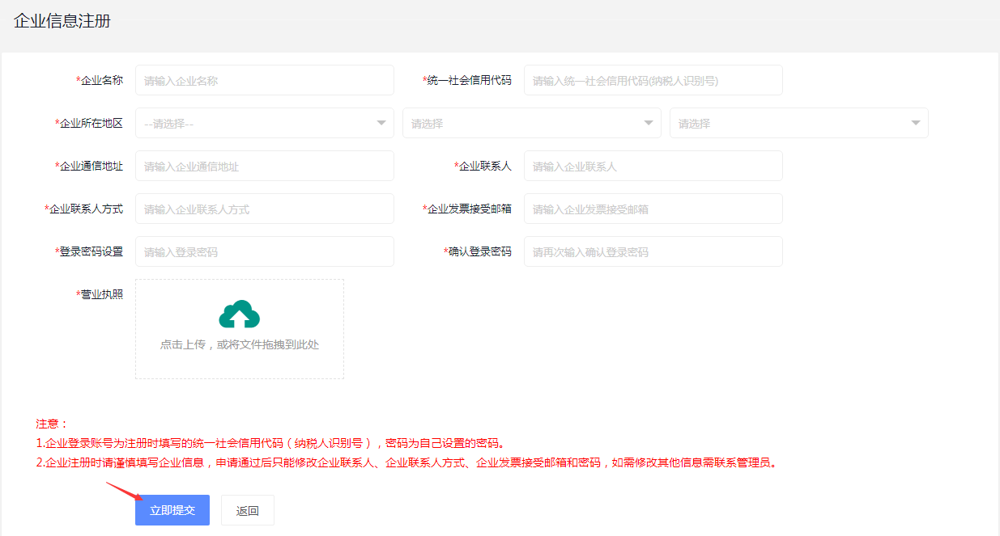 企业信息注册
*企业名称 请输入企业名称 *统一社会信用代码 请输入统一社会信用代码(纳税人识别号)
*企业所在地区 --请选择-- 请选择 请选择
*企业通信地址 请输入企业通信地址 *企业联系人 请输入企业联系人
*企业联系人方式 请输入企业联系人方式 *企业发票接受邮箱 请输入企业发票接受邮箱
*登录密码设置 请输入登录密码 *确认登录密码 请再次输入确认登录密码
*营业执照
点击上传，或将文件拖拽到此处
注意：
1.企业登录账号为注册时填写的统一社会信用代码（纳税人识别号），密码为自己设置的密码。
2.企业注册时请谨慎填写企业信息，申请通过后只能修改企业联系人、企业联系人方式、企业发票接受邮箱和密码，如需修改其他信息需联系管理员。
立即提交 返回